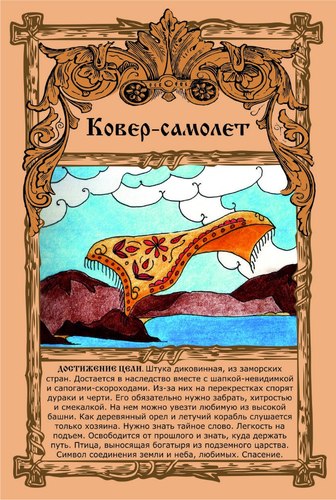 Ковер-самолет
ДОСТИЖЕНИЕ ЦЕЛИ. Штука диковинная, из заморских
стран. Достается в наследство вместе с шапкой-невидимкой
и сапогами-скороходами. Из-за них на перекрестках спорят
дураки и черти. Его обязательно нужно забрать, хитростью
и смекалкой. На нем можно увезти любимую из высокой
башни. Как деревянный орел и летучий корабль слушается
только хозяина. Нужно знать тайное слово. Легкость на
подъем. Освободится от прошлого и знать, куда держать
путь. Птица, выносящая богатыря из подземного царства.
Символ соединения земли и неба, любимых. Спасение.